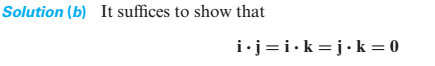 Solution (b) It suffices to show that
i · j = i · k = j · k = 0